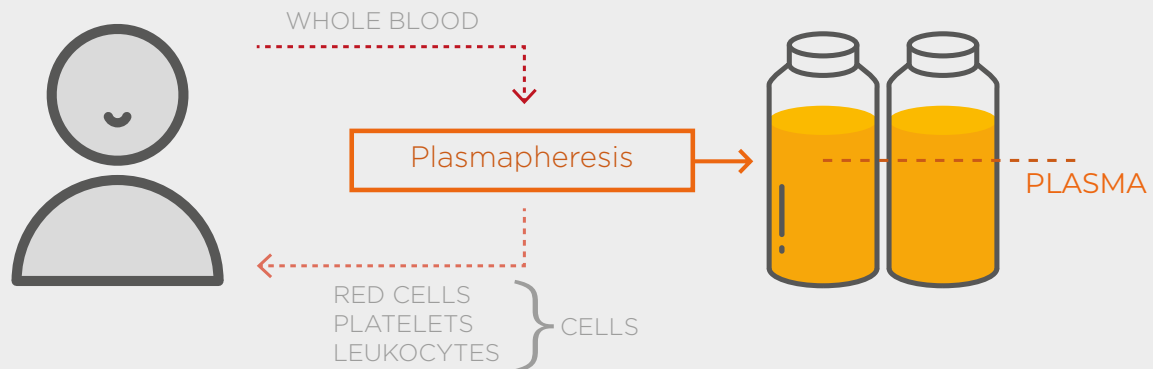 WHOLE BLOOD
Plasmapheresis
PLASMA
RED CELLS
PLATELETS
LEUKOCYTES
CELLS